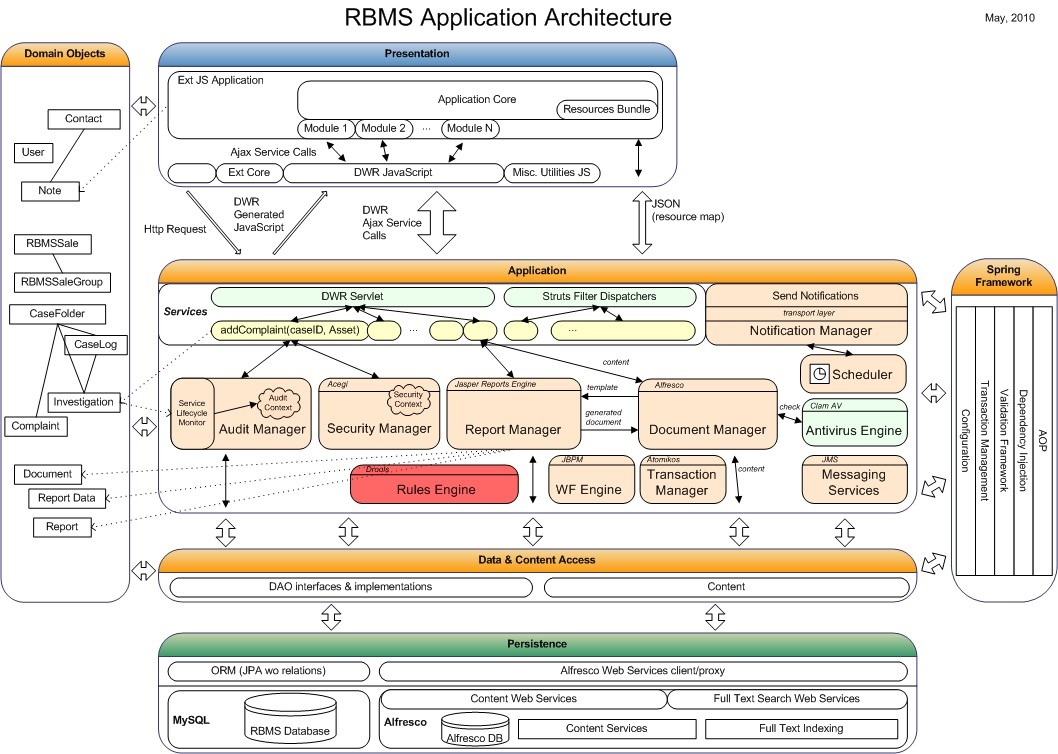 RBMS Application Architecture
May, 2010
Domain Objects
Contact
User
Note
RBMSSale
RBMSSaleGroup
CaseFolder
CaseLog
Investigation
Complaint
Document
Report Data
Report
Presentation
Ext JS Application
Application Core
Resources Bundle
Module 1
Module 2
...
Module N
Ajax Service Calls
Ext Core
DWR JavaScript
Misc. Utilities JS
Http Request
DWR
Generated
JavaScript
DWR
Ajax Service
Calls
JSON
(resource map)
Application
Services
DWR Servlet
Struts Filter Dispatchers
addComplaint(caseID, Asset)
...
...
Send Notifications
transport layer
Notification Manager
Scheduler
content
Service
Lifecycle
Monitor
Audit
Context
Audit Manager
Acegi
Security
Context
Security Manager
Jasper Reports Engine
Report Manager
template
generated
document
Alfresco
Document Manager
check
Clam AV
Antivirus Engine
Drools
Rules Engine
JBPM
WF Engine
Atomikos
Transaction
Manager
content
JMS
Messaging
Services
Spring
Framework
Configuration
Transaction Management
Validation Framework
Dependency Injection
AOP
Data & Content Access
DAO interfaces & implementations
Content
Persistence
ORM (JPA wo relations)
Alfresco Web Services client/proxy
MySQL
RBMS Database
Content Web Services
Full Text Search Web Services
Alfresco
Alfresco DB
Content Services
Full Text Indexing